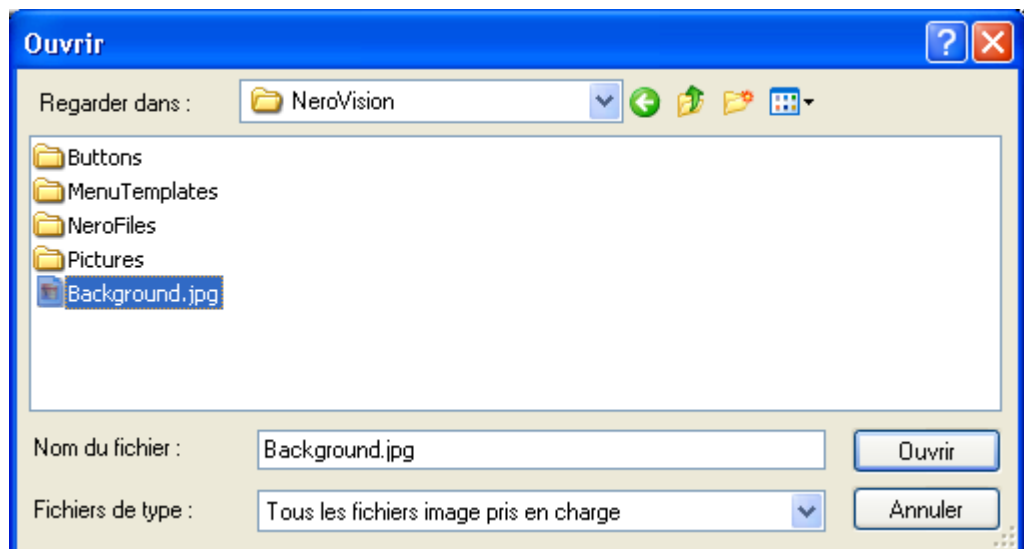 Ouvrir
Regarder dans : NeroVision
Buttons
MenuTemplates
NeroFiles
Pictures
Background.jpg
Nom du fichier : Background.jpg Ouvrir
Fichiers de type : Tous les fichiers image pris en charge Annuler